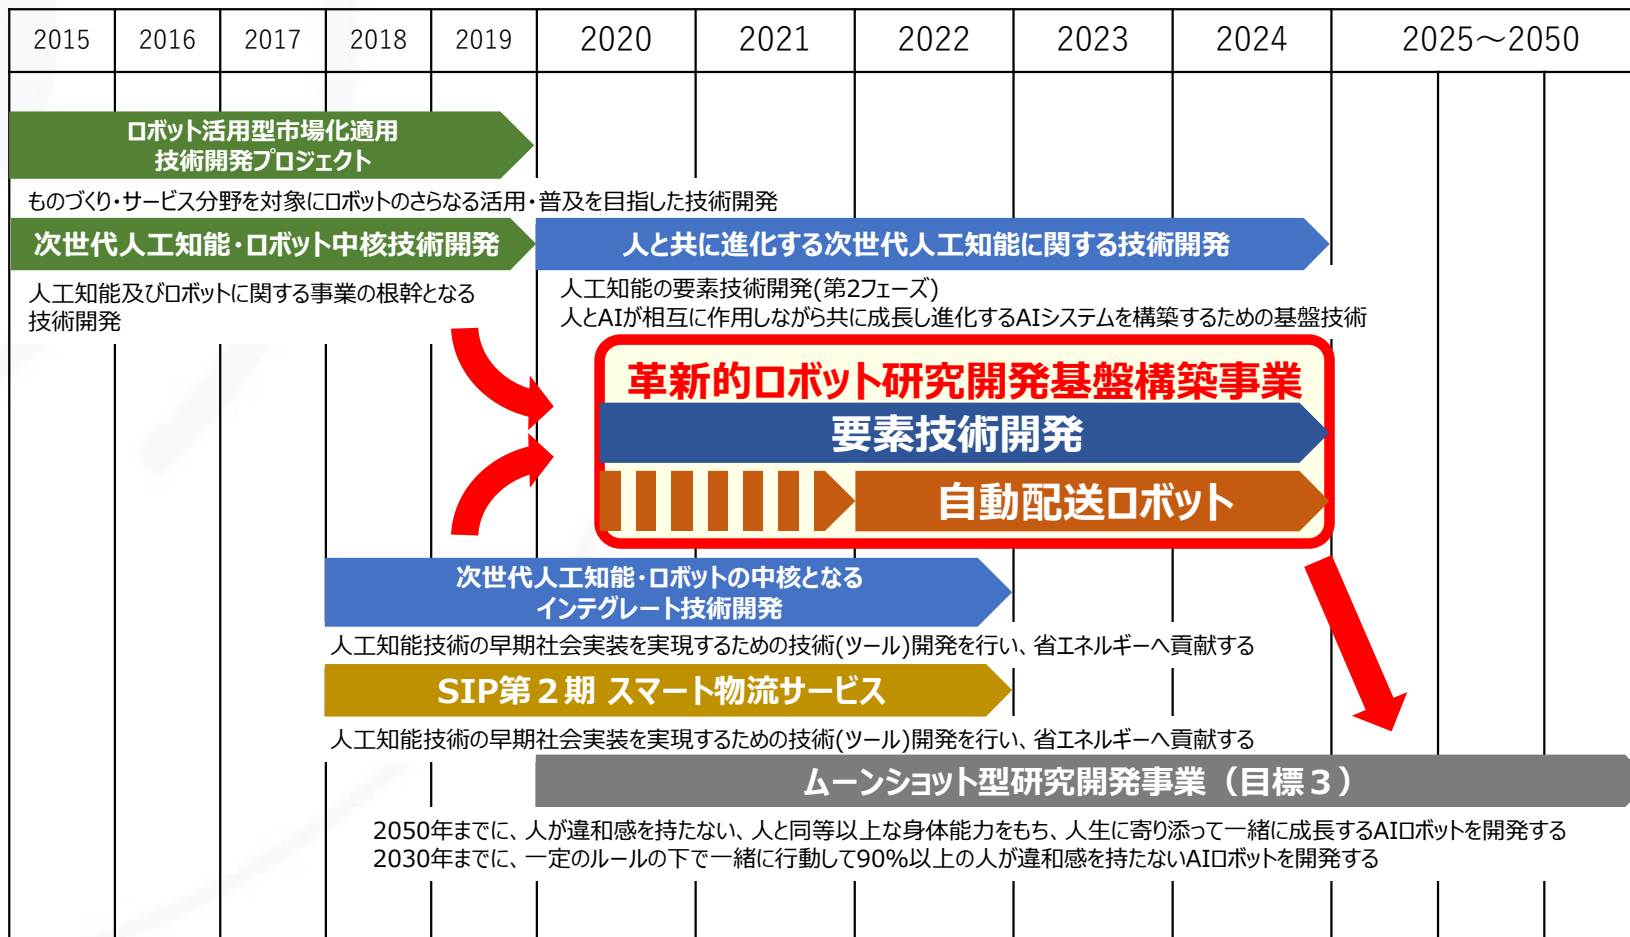 2015 2016 2017 2018 2019 2020 2021 2022 2023 2024 2025～2050
ロボット活用型市場化適用
技術開発プロジェクト
ものづくり・サービス分野を対象にロボットのさらなる活用・普及を目指した技術開発
次世代人工知能・ロボット中核技術開発
人と共に進化する次世代人工知能に関する技術開発
人工知能及びロボットに関する事業の根幹となる
技術開発
人工知能の要素技術開発(第2フェーズ)
人とAIが相互に作用しながら共に成長し進化するAIシステムを構築するための基盤技術
革新的ロボット研究開発基盤構築事業
要素技術開発
自動配送ロボット
次世代人工知能・ロボットの中核となる
インテグレート技術開発
人工知能技術の早期社会実装を実現するための技術(ツール)開発を行い、省エネルギーへ貢献する
SIP第２期 スマート物流サービス
人工知能技術の早期社会実装を実現するための技術(ツール)開発を行い、省エネルギーへ貢献する
ムーンショット型研究開発事業（目標３）
2050年までに、人が違和感を持たない、人と同等以上な身体能力をもち、人生に寄り添って一緒に成長するAIロボットを開発する
2030年までに、一定のルールの下で一緒に行動して90%以上の人が違和感を持たないAIロボットを開発する